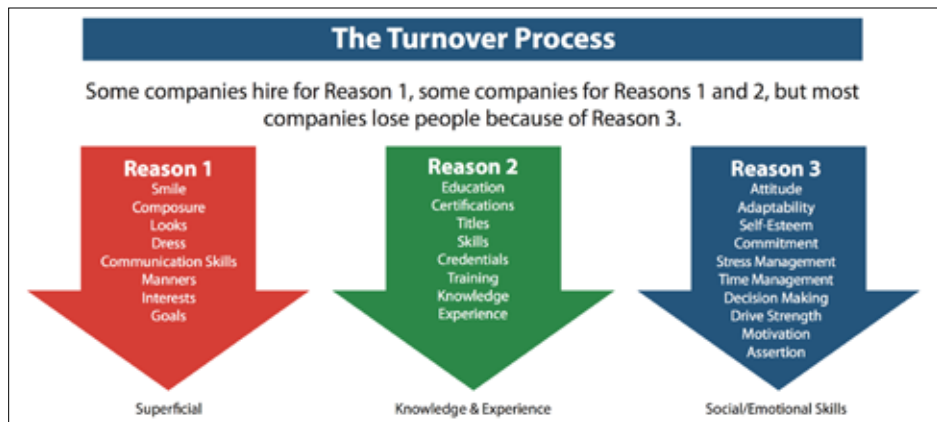 The Turnover Process
Some companies hire for Reason 1, some companies for Reasons 1 and 2, but most
companies lose people because of Reason 3.
Reason 1
Smile
Composure
Looks
Dress
Communication Skills
Manners
Interests
Goals
Superficial
Reason 2
Education
Certifications
Titles
Skills
Credentials
Training
Knowledge
Experience
Knowledge & Experience
Reason 3
Attitude
Adaptability
Self-Esteem
Commitment
Stress Management
Time Management
Decision Making
Drive Strength
Motivation
Assertion
Social/Emotional Skills